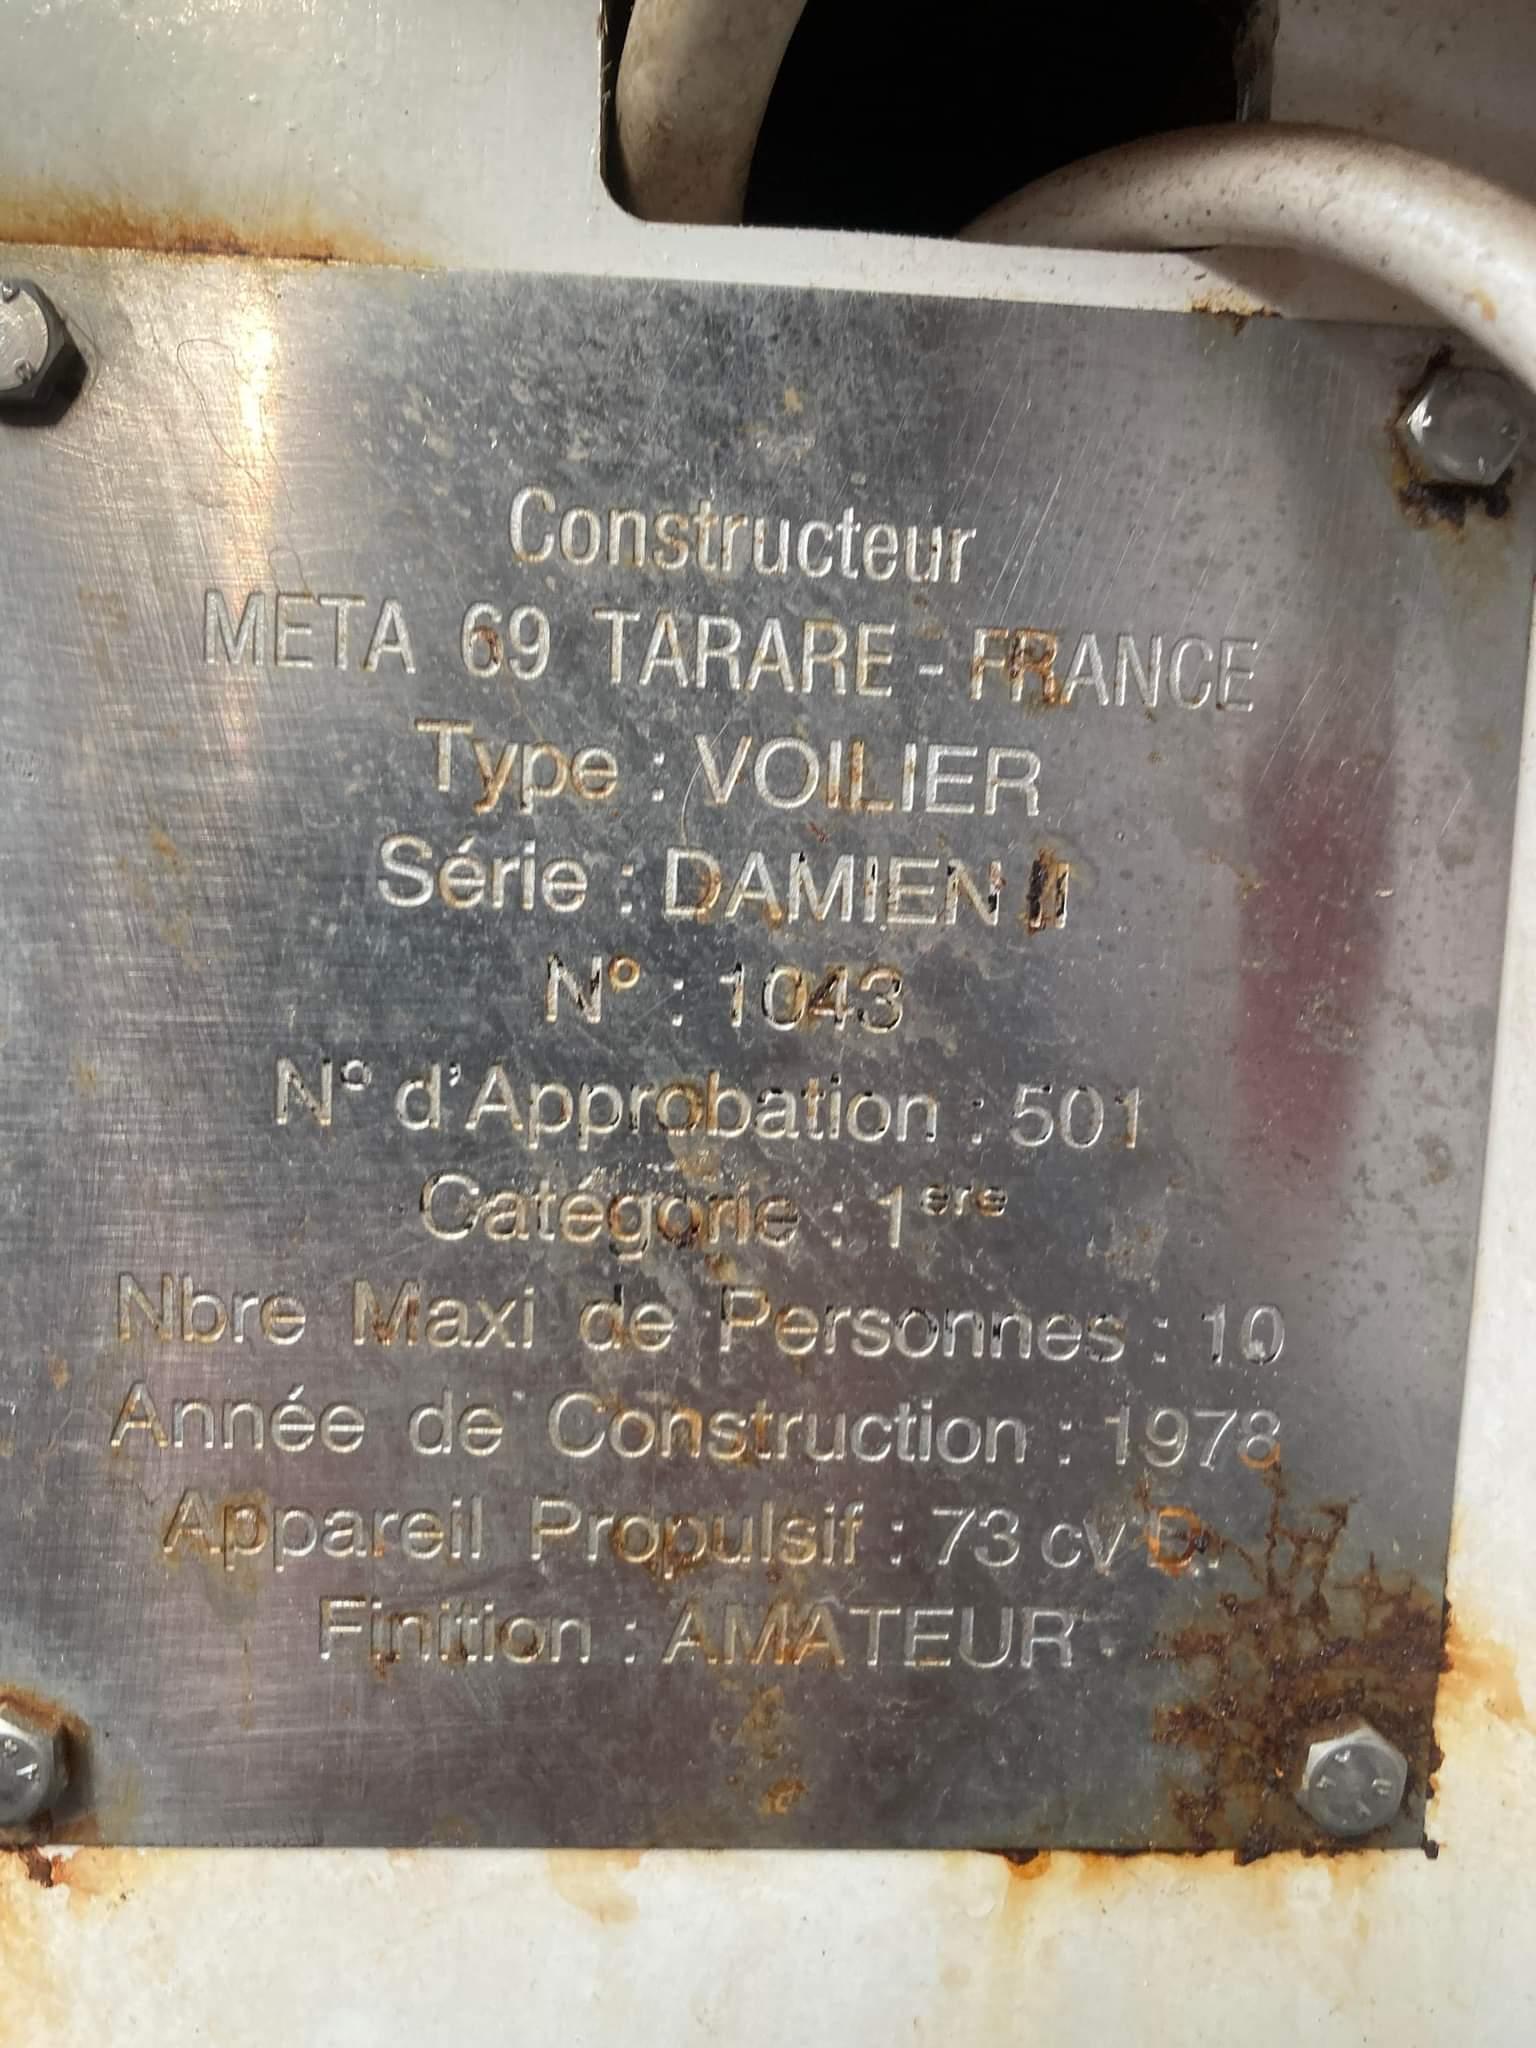 Constructeur
META 69 TARARE - FRANCE
Type : VOILIER
Série : DAMIEN II
N° : 1043
N° d'Approbation : 501
Catégorie : 1ere
Nbre Maxi de Personnes : 10
Année de Construction : 1978
Appareil Propulsif : 73 cv D.
Finition : AMATEUR